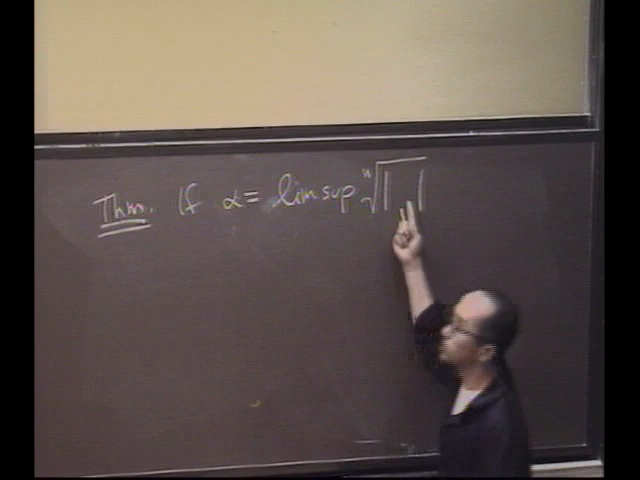 Thm. If α = lim sup ⁿ√| |